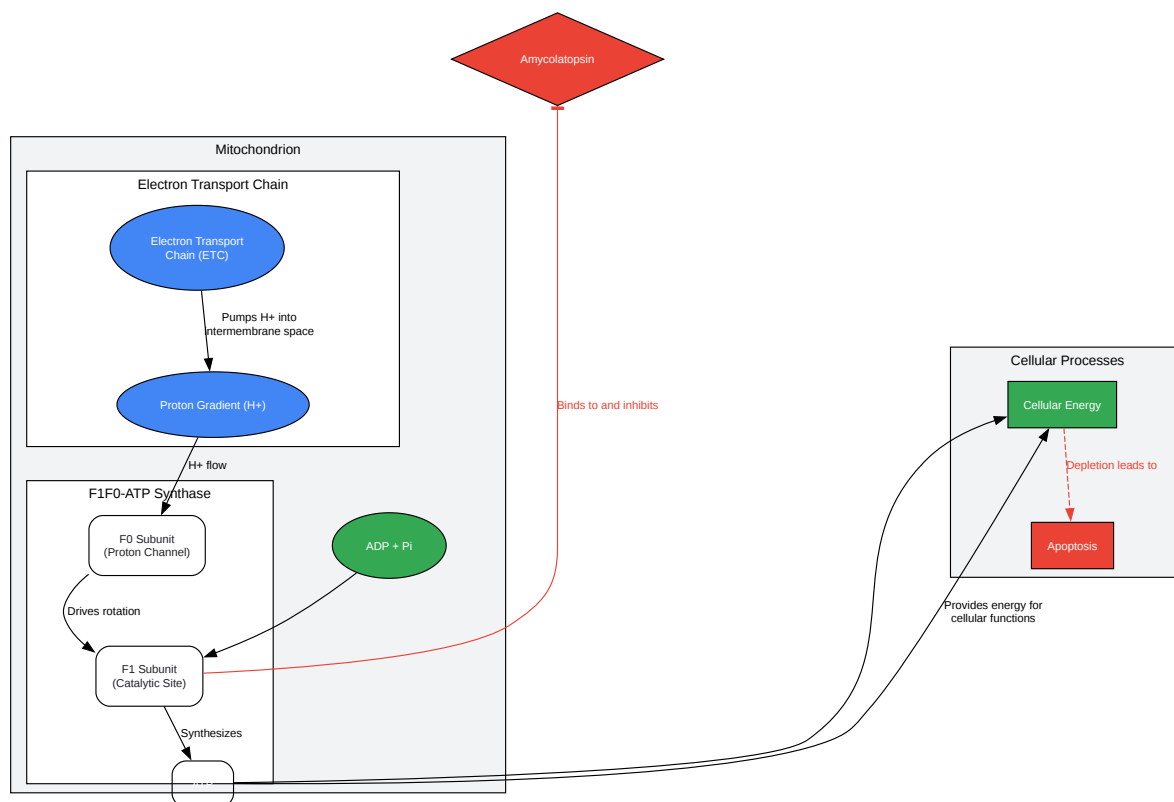 Amycolatopsin
Mitochondrion
Electron Transport Chain
Electron Transport
Chain (ETC)
Pumps H+ into
intermembrane space
Proton Gradient (H+)
Binds to and inhibits
H+ flow
F1F0-ATP Synthase
F0 Subunit
(Proton Channel)
ADP + Pi
Drives rotation
F1 Subunit
(Catalytic Site)
Synthesizes
Cellular Processes
Cellular Energy
Depletion leads to
Apoptosis
Provides energy for
cellular functions